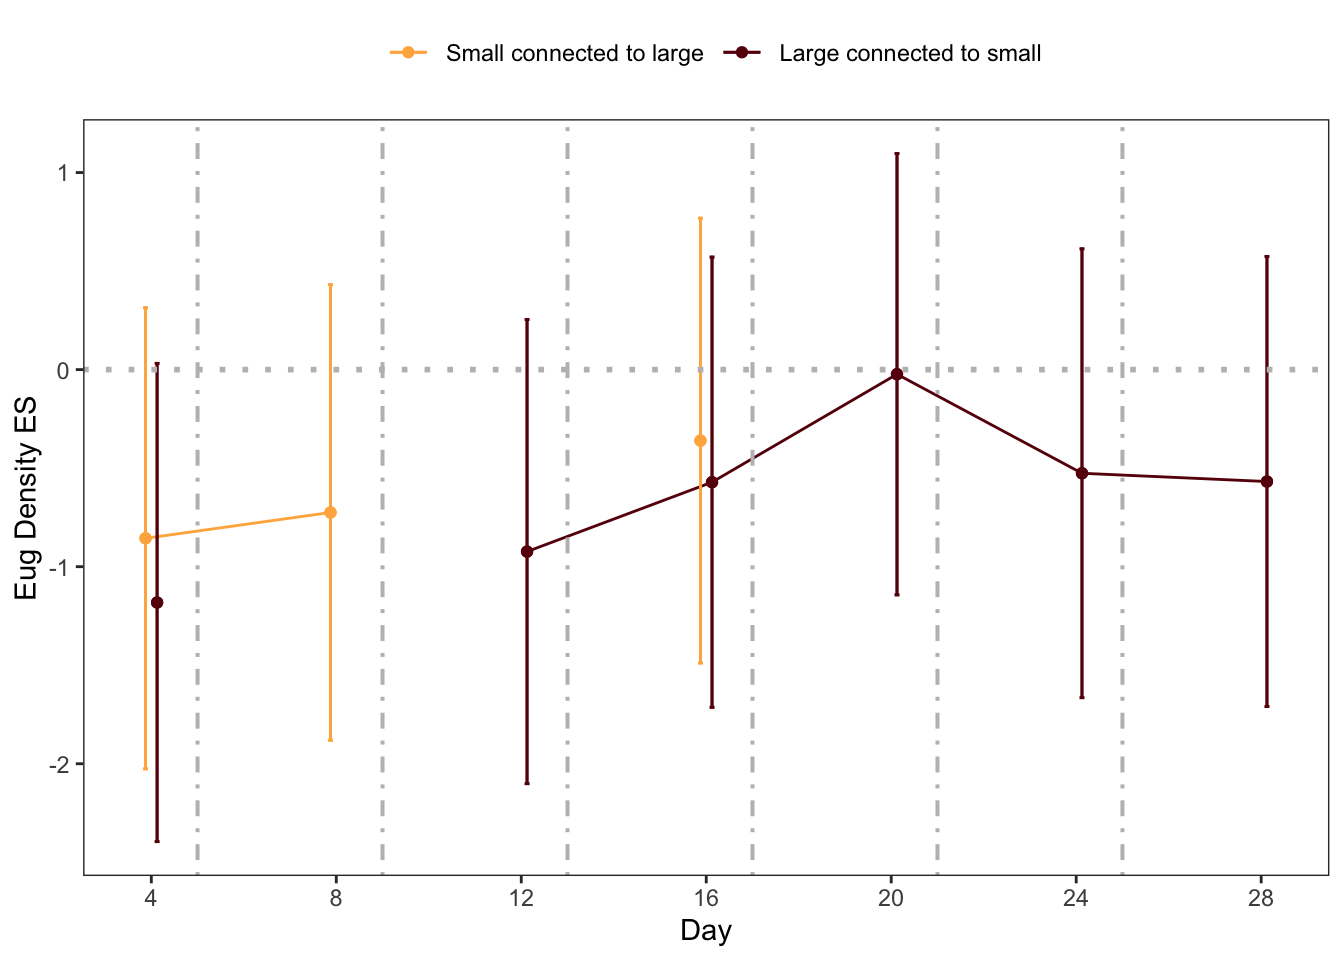 Small connected to large Large connected to small
1
0
-1
-2
Eug Density ES
4 8 12 16 20 24 28
Day